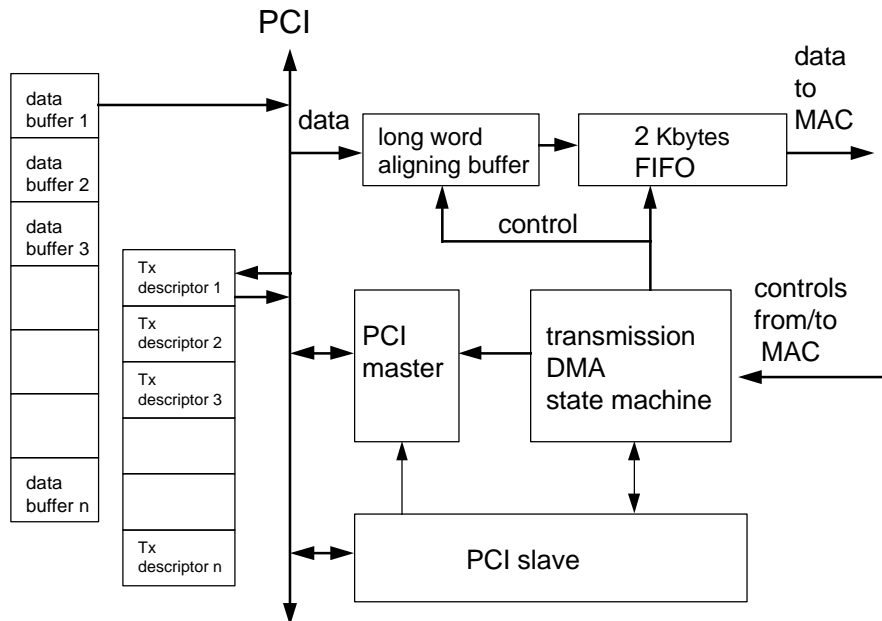 PCI
data
buffer 1
data
buffer 2
data
buffer 3
data
buffer n
Tx
descriptor 1
Tx
descriptor 2
Tx
descriptor 3
Tx
descriptor n
data
long word
aligning buffer
2 Kbytes
FIFO
data
to
MAC
control
PCI
master
transmission
DMA
state machine
controls
from/to
MAC
PCI slave